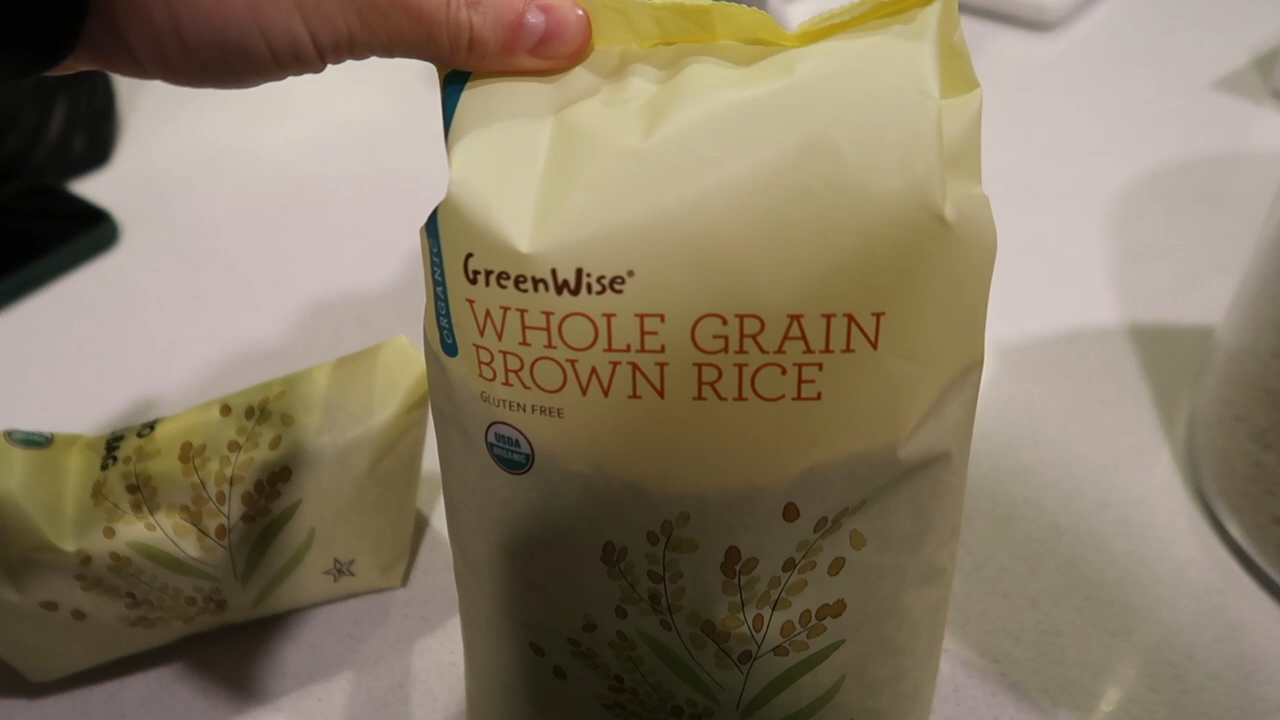 ORGANIC
GreenWise®
WHOLE GRAIN
BROWN RICE
GLUTEN FREE
USDA
ORGANIC